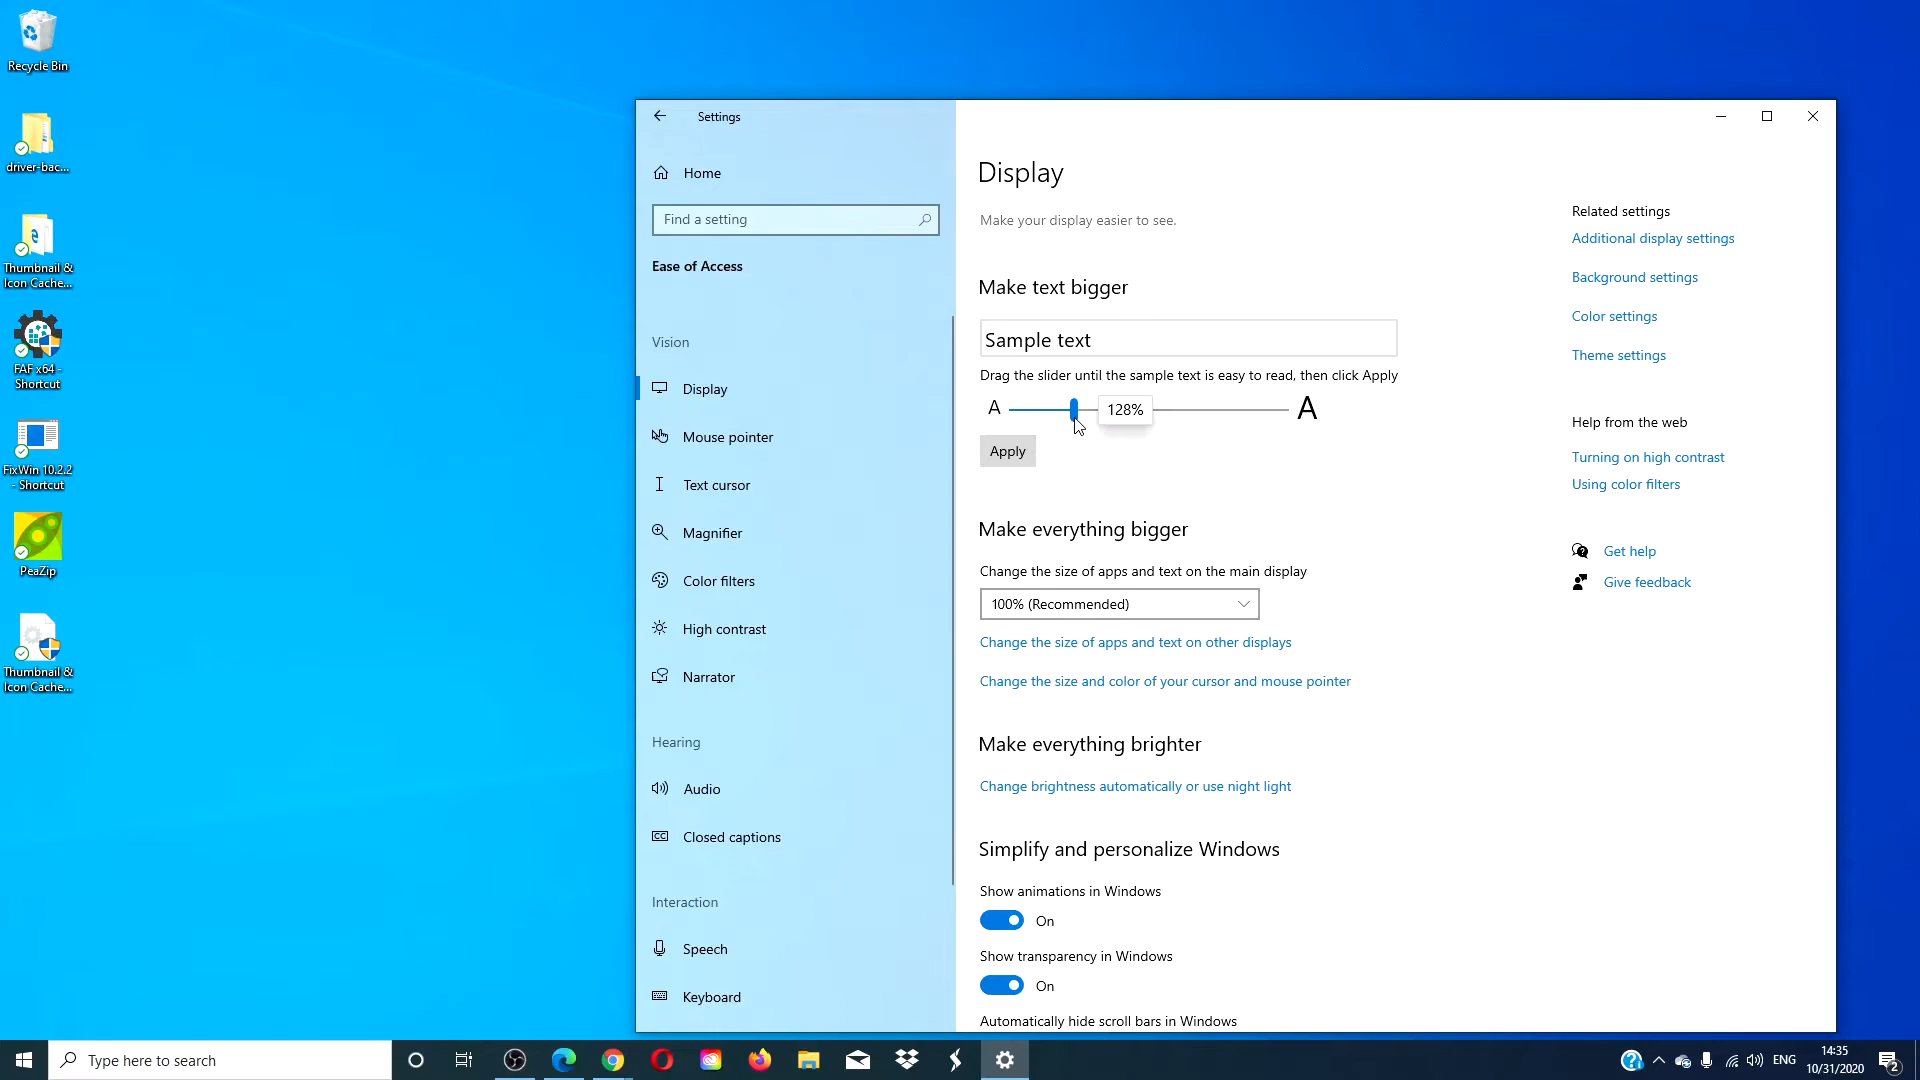 Recycle Bin
driver-bac...
Thumbnail &
Icon Cache...
FAF x64 -
Shortcut
FixWin 10.2.2
- Shortcut
PeaZip
Thumbnail &
Icon Cache...
Settings
Home
Find a setting
Ease of Access
Vision
Display
Mouse pointer
Text cursor
Magnifier
Color filters
High contrast
Narrator
Hearing
Audio
CC Closed captions
Interaction
Speech
Keyboard
Display
Make your display easier to see.
Make text bigger
Sample text
Drag the slider until the sample text is easy to read, then click Apply
A 128% A
Apply
Make everything bigger
Change the size of apps and text on the main display
100% (Recommended)
Change the size of apps and text on other displays
Change the size and color of your cursor and mouse pointer
Make everything brighter
Change brightness automatically or use night light
Simplify and personalize Windows
Show animations in Windows
On
Show transparency in Windows
On
Automatically hide scroll bars in Windows
Related settings
Additional display settings
Background settings
Color settings
Theme settings
Help from the web
Turning on high contrast
Using color filters
Get help
Give feedback
Type here to search
ENG
14:35
10/31/2020
2